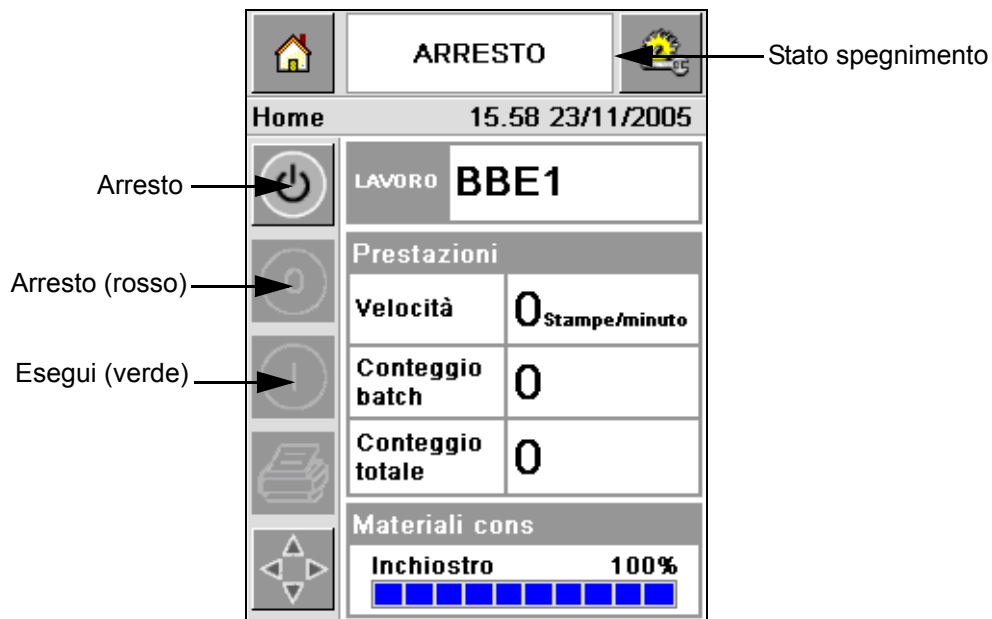 ARRESTO
Stato spegnimento
Home 15.58 23/11/2005
Arresto
LAVORO BBE1
Prestazioni
Arresto (rosso)
0
Velocità 0 Stampe/minuto
Esegui (verde)
Conteggio batch 0
Conteggio totale 0
Materiali cons
Inchiostro 100%